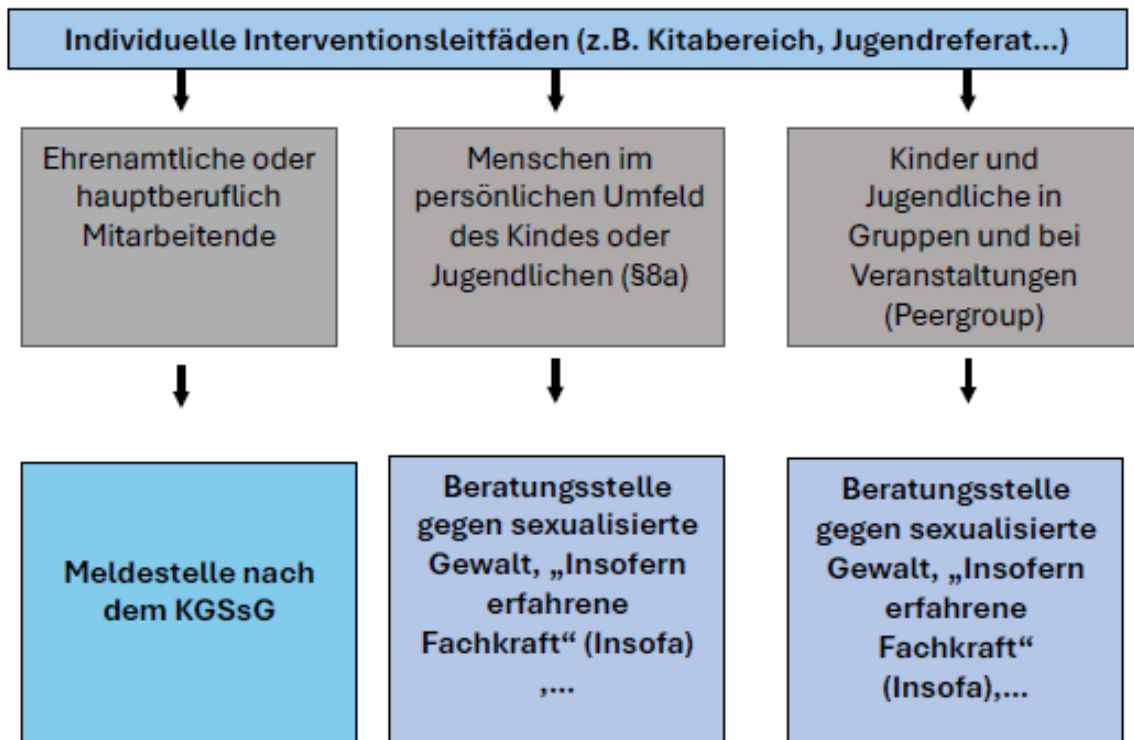 Individuelle Interventionsleitfäden (z.B. Kitabereich, Jugendreferat...)
Ehrenamtliche oder
hauptberuflich
Mitarbeitende
Menschen im
persönlichen Umfeld
des Kindes oder
Jugendlichen (§8a)
Kinder und
Jugendliche in
Gruppen und bei
Veranstaltungen
(Peergroup)
Meldestelle nach
dem KGSsG
Beratungsstelle
gegen sexualisierte
Gewalt, „Insofern
erfahrene
Fachkraft“ (Insofa)
,...
Beratungsstelle
gegen sexualisierte
Gewalt, „Insofern
erfahrene
Fachkraft“
(Insofa),...